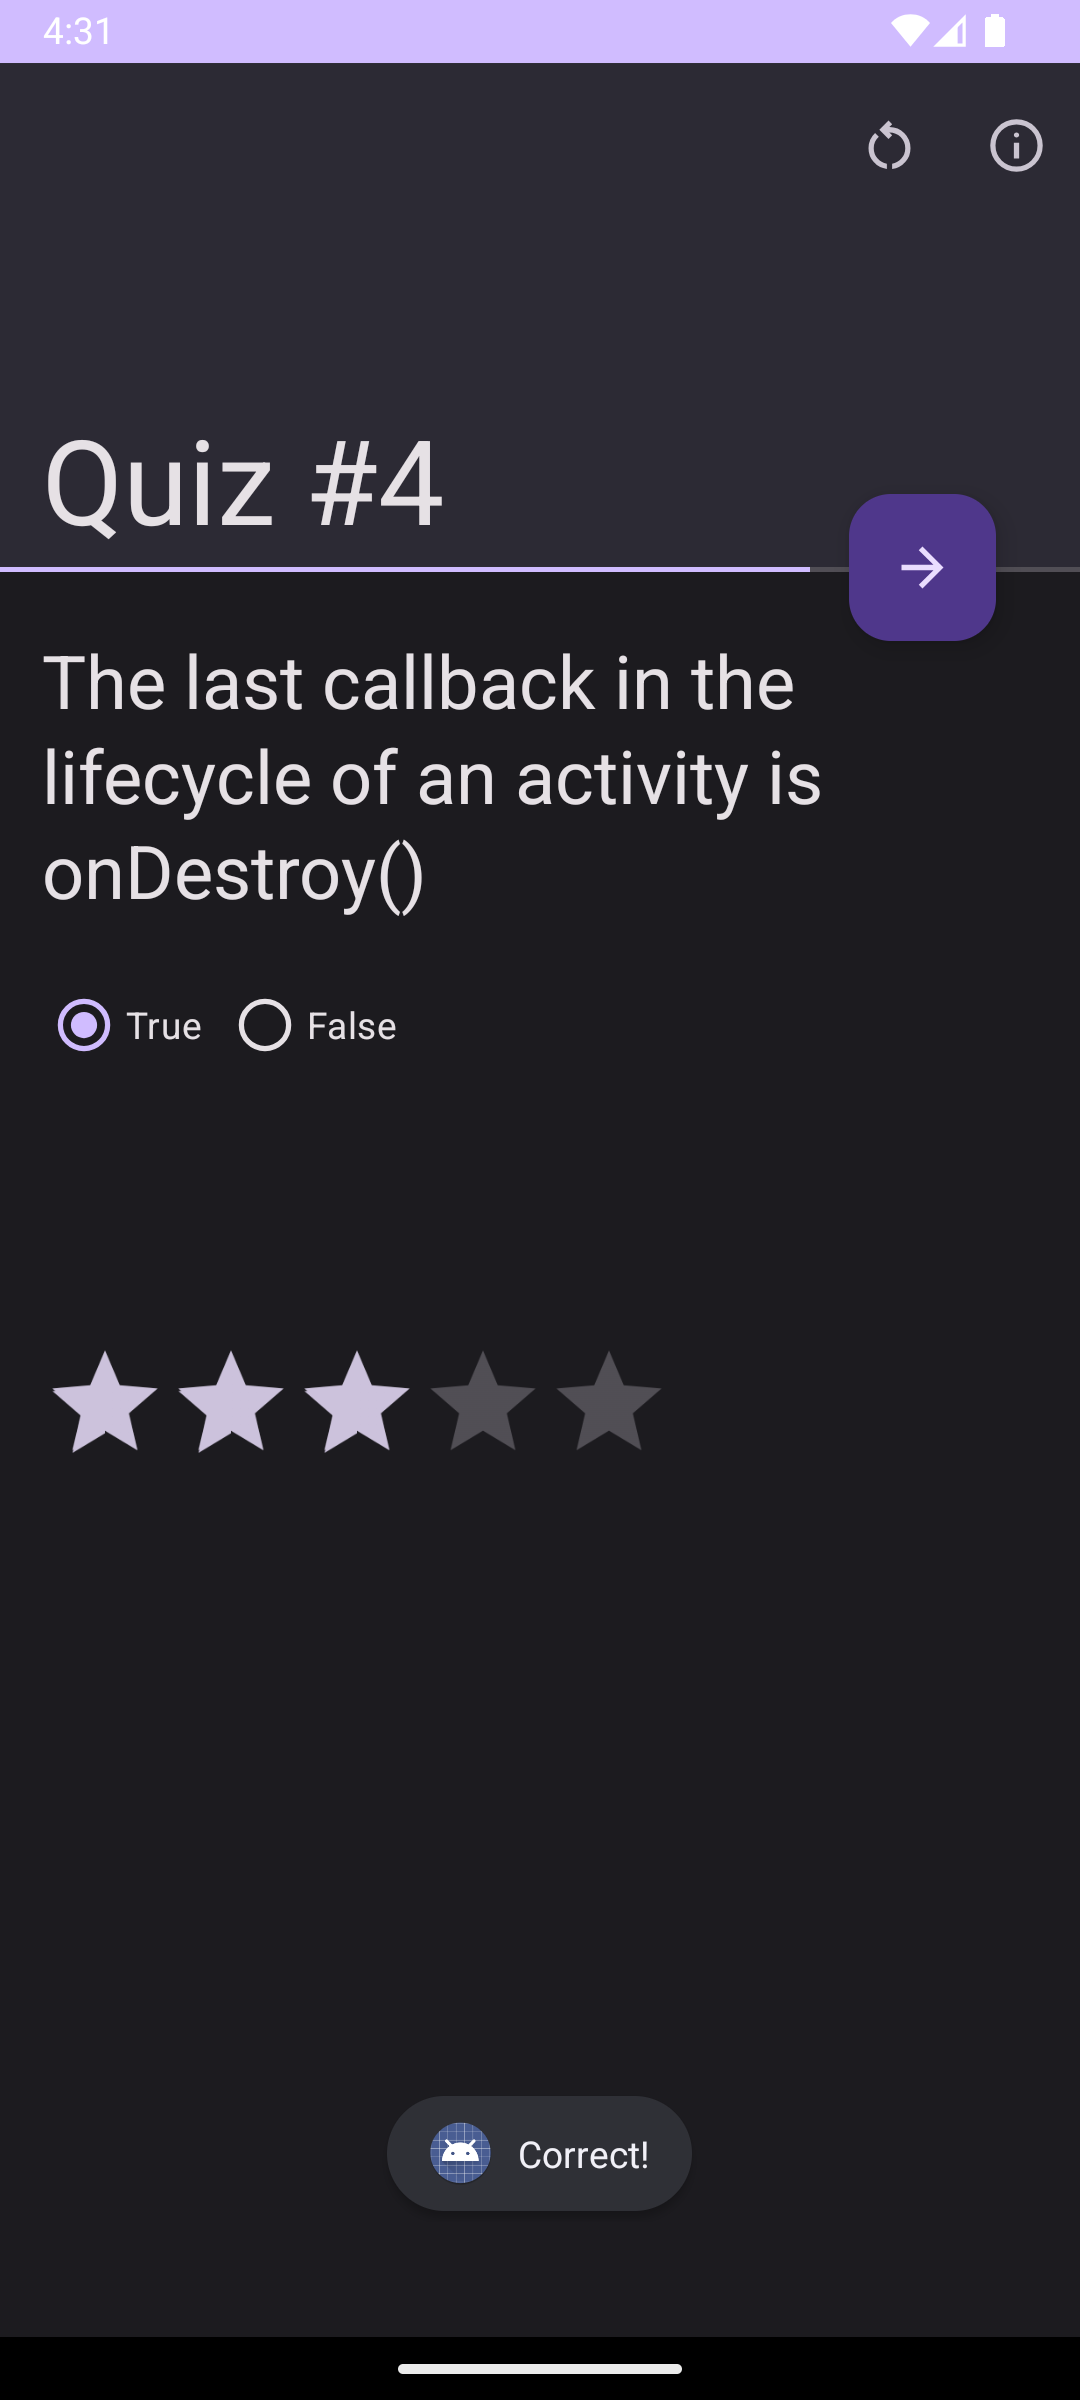 4:31
Quiz #4
The last callback in the
lifecycle of an activity is
onDestroy()
True False
Correct!